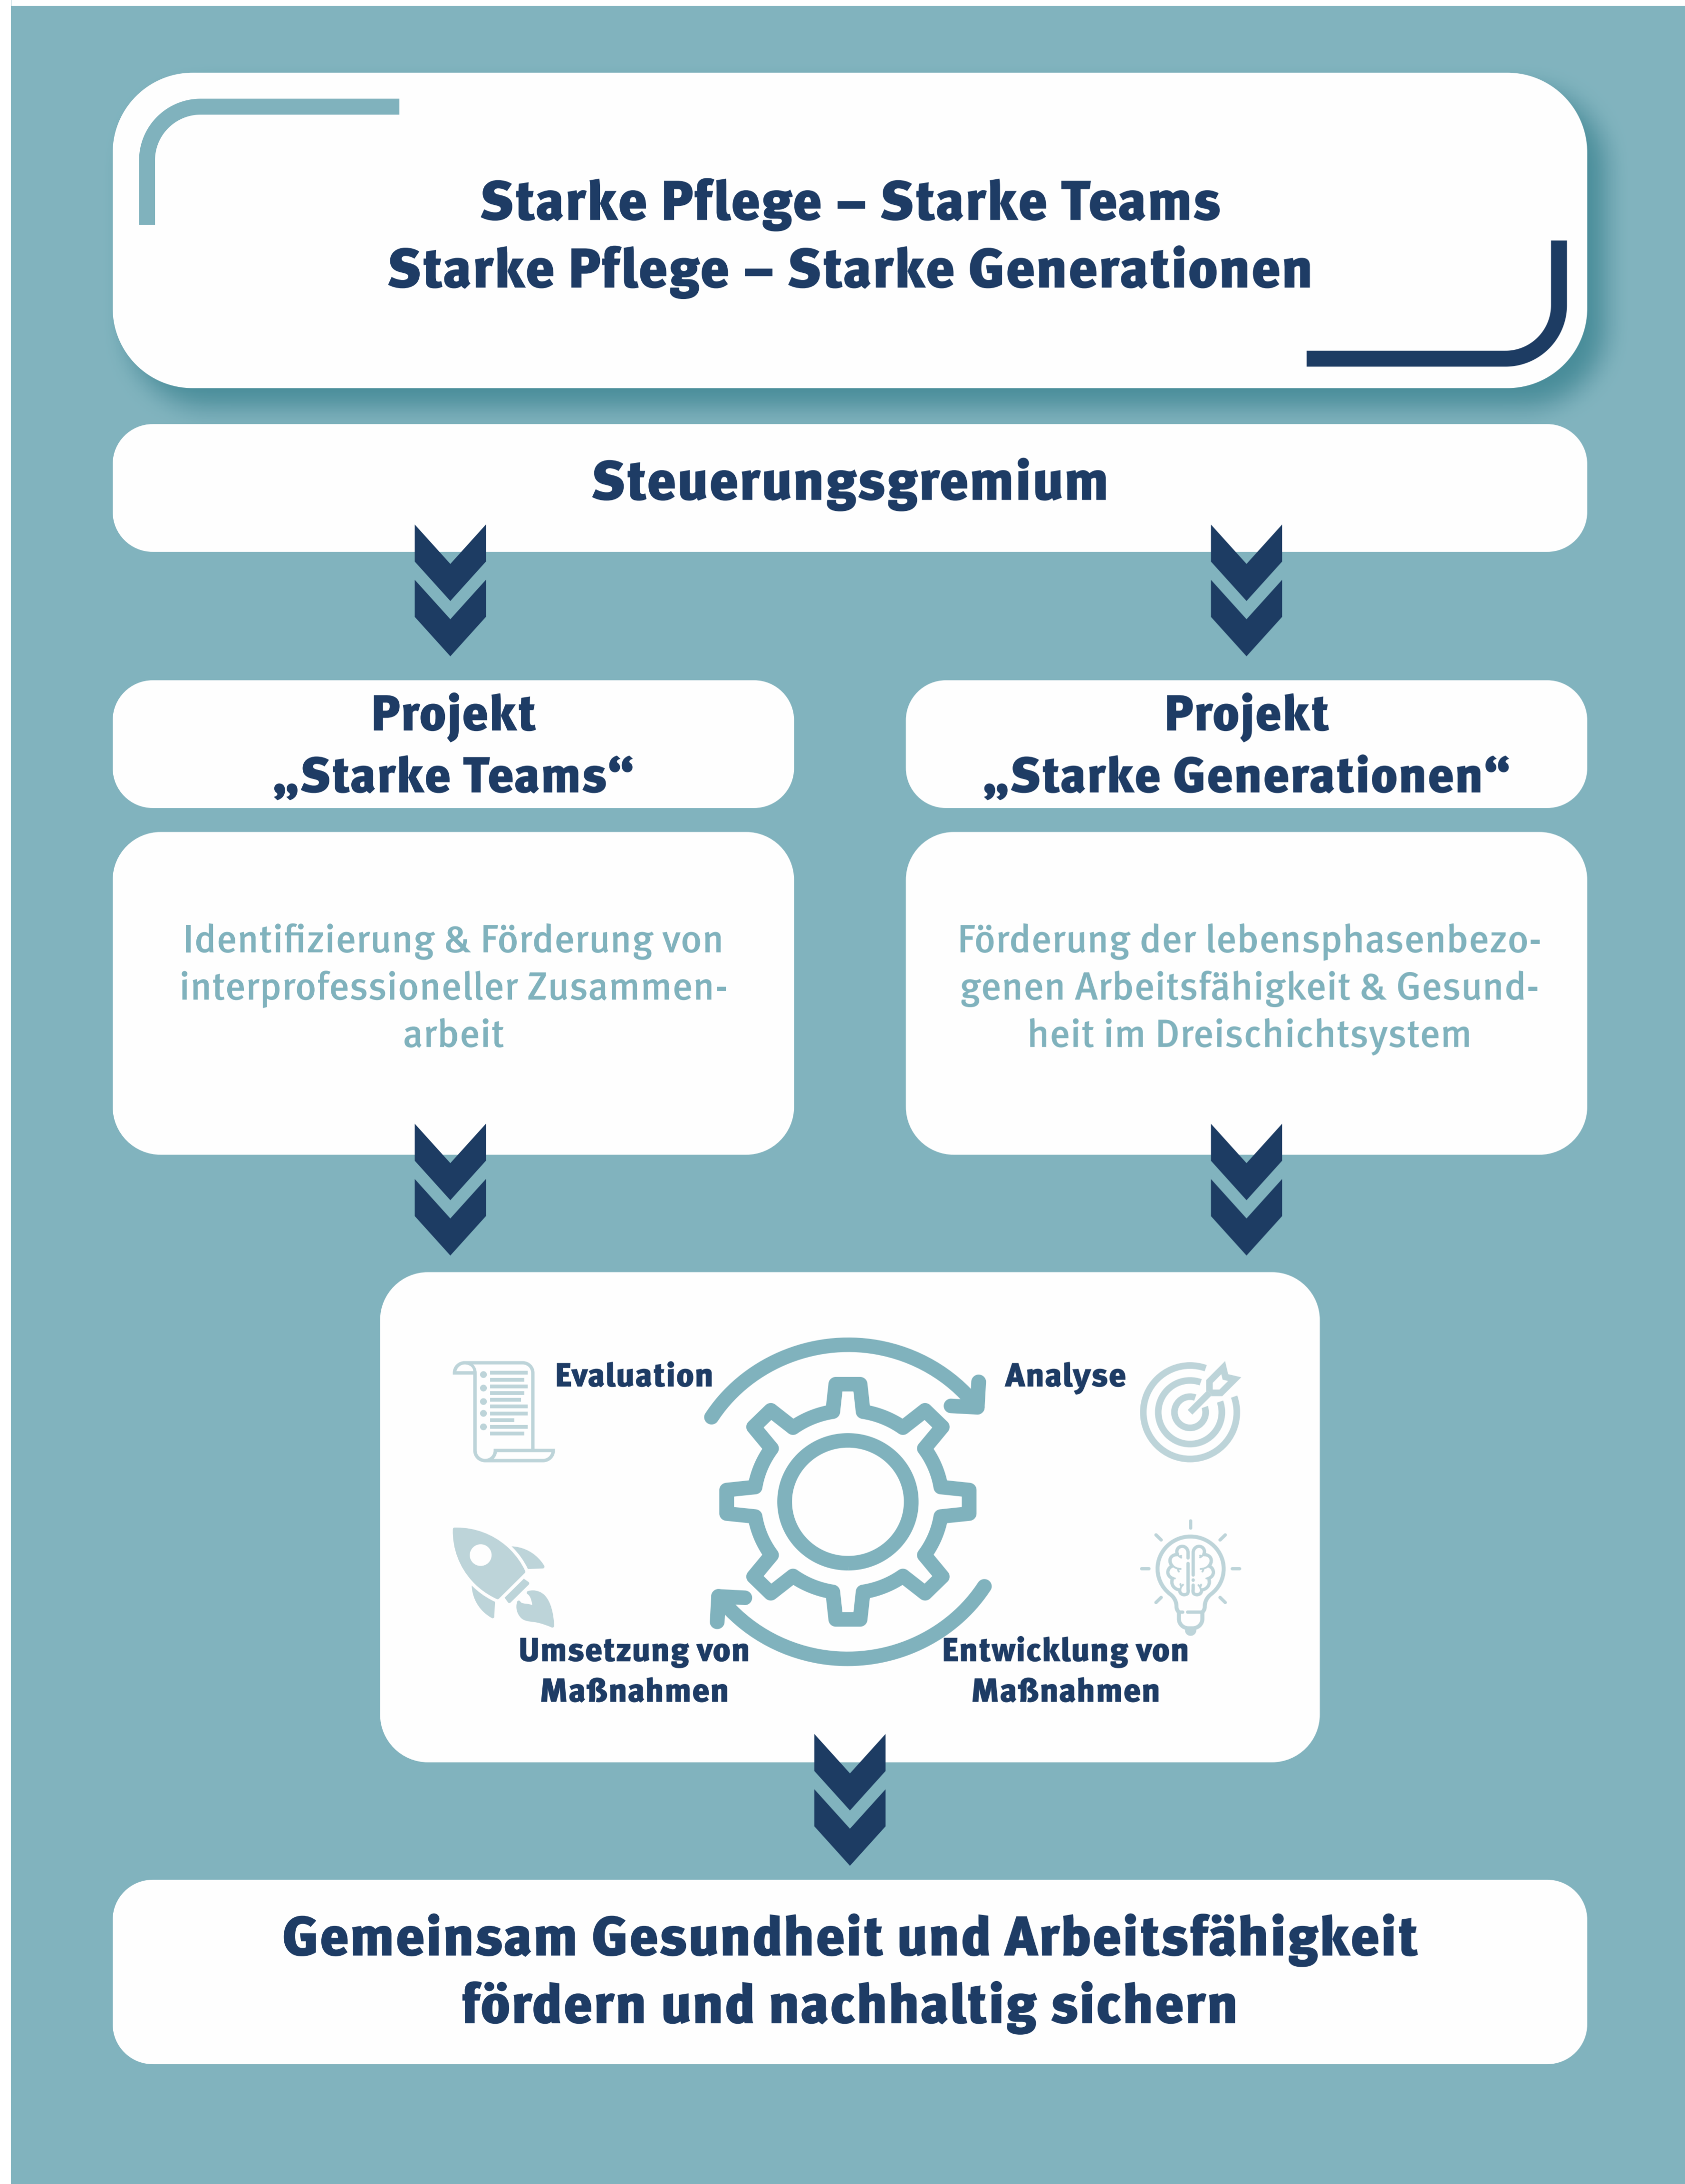 Starke Pflege – Starke Teams
Starke Pflege – Starke Generationen
Steuerungsgremium
Projekt
„Starke Teams“
Projekt
„Starke Generationen“
Identifizierung & Förderung von
interprofessioneller Zusammen-
arbeit
Förderung der lebensphasenbezo-
genen Arbeitsfähigkeit & Gesund-
heit im Dreischichtsystem
Evaluation
Analyse
Umsetzung von
Maßnahmen
Entwicklung von
Maßnahmen
Gemeinsam Gesundheit und Arbeitsfähigkeit
fördern und nachhaltig sichern